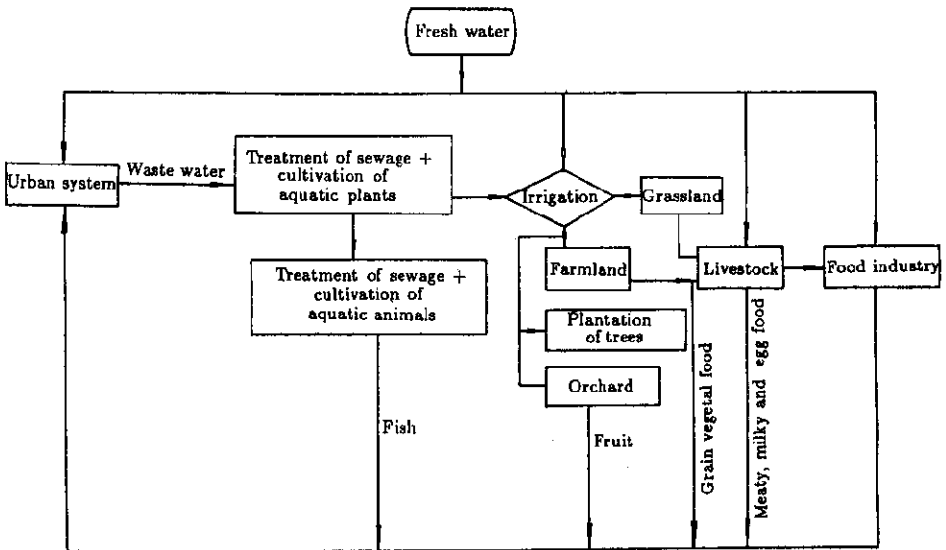 Fresh water
Urban system
Waste water
Treatment of sewage +
cultivation of
aquatic plants
Irrigation
Grassland
Treatment of sewage +
cultivation of
aquatic animals
Farmland
Livestock
Food industry
Plantation
of trees
Orchard
Fish
Fruit
Grain vegetal food
Meaty, milky and egg food